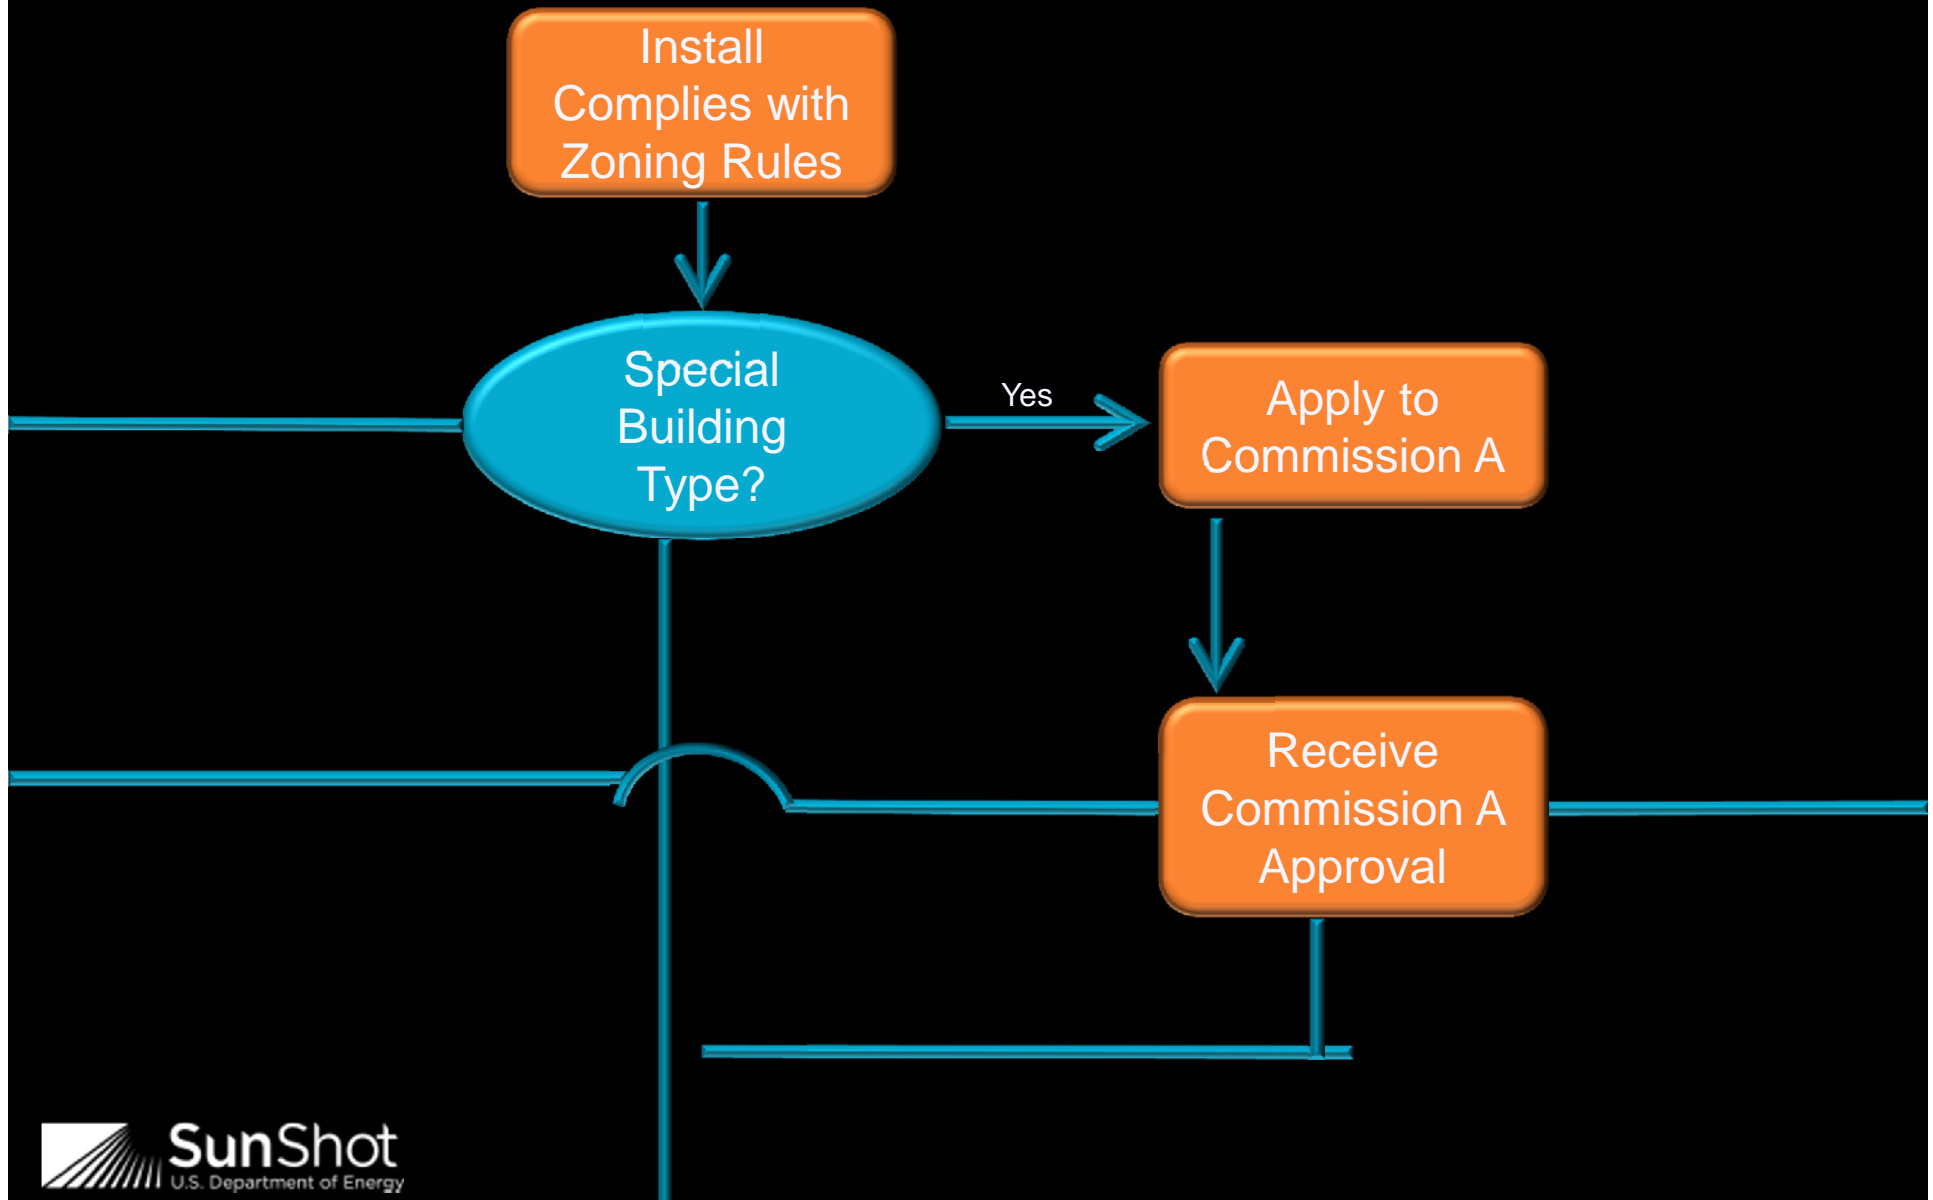 Install
Complies with
Zoning Rules
Special
Building
Type?
Yes
Apply to
Commission A
Receive
Commission A
Approval
SunShot
U.S. Department of Energy